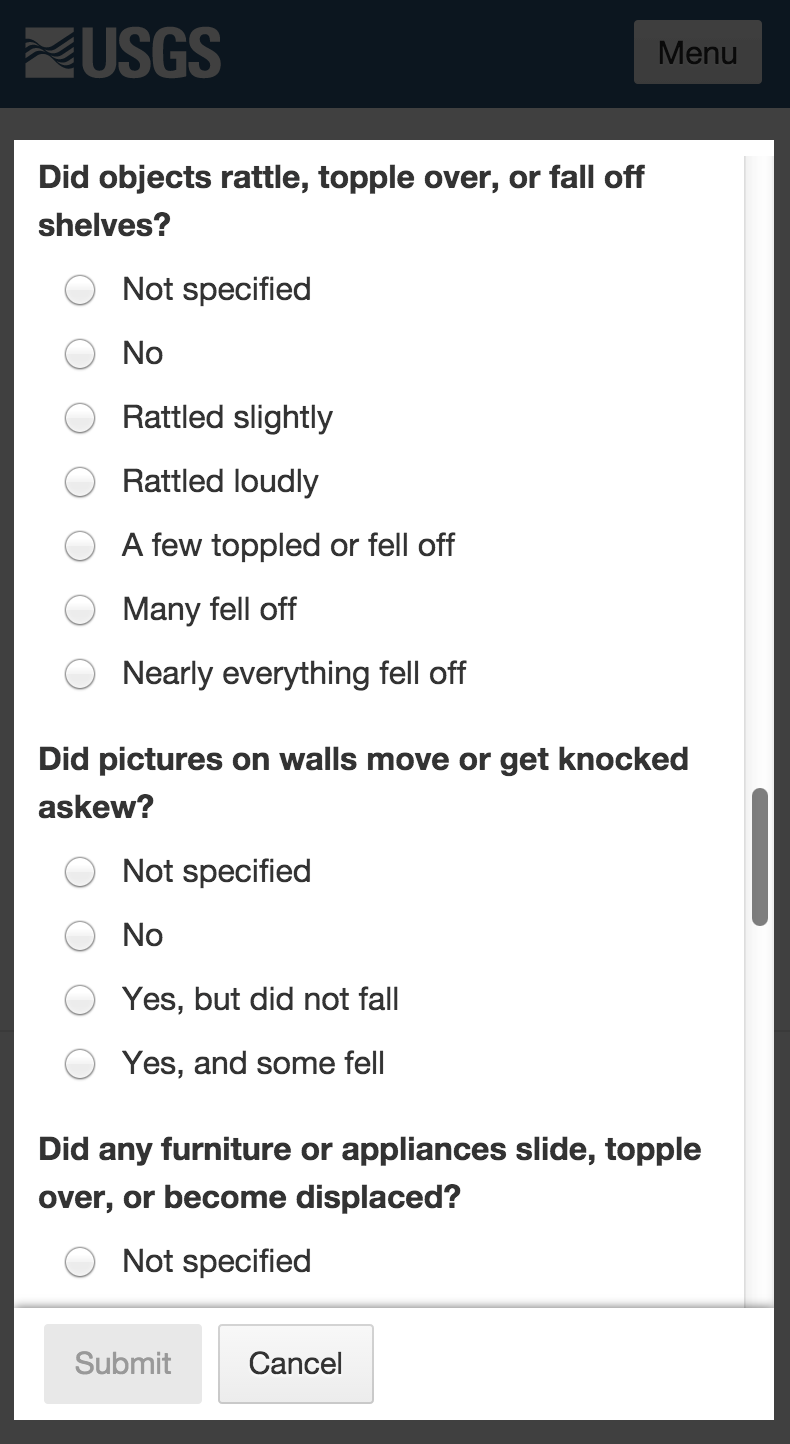 USGS
Menu
Did objects rattle, topple over, or fall off
shelves?
Not specified
No
Rattled slightly
Rattled loudly
A few toppled or fell off
Many fell off
Nearly everything fell off
Did pictures on walls move or get knocked
askew?
Not specified
No
Yes, but did not fall
Yes, and some fell
Did any furniture or appliances slide, topple
over, or become displaced?
Not specified
Submit
Cancel